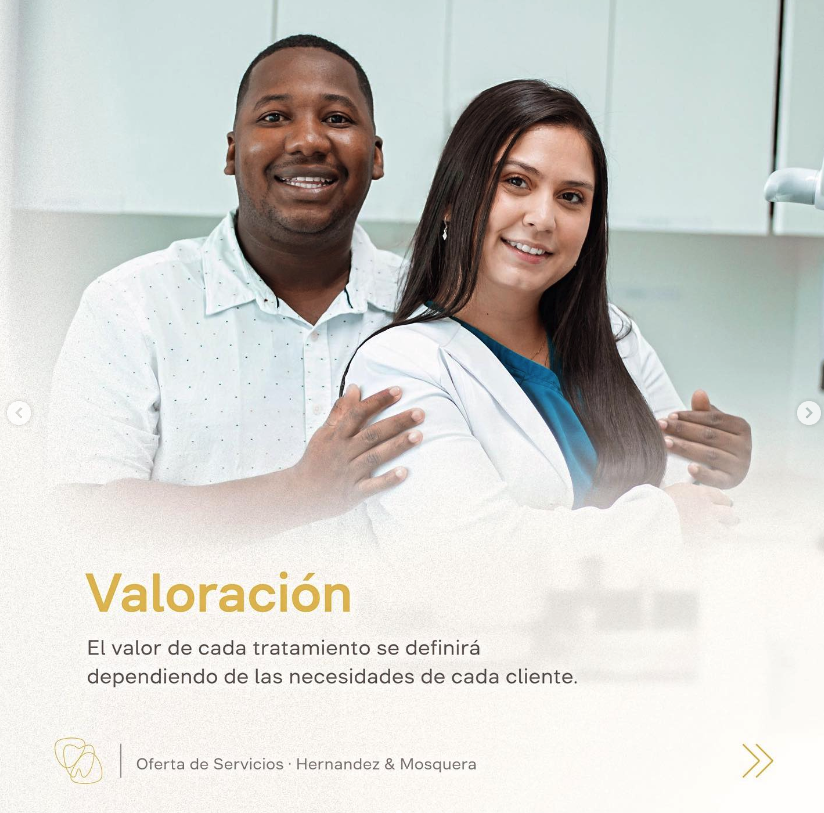 Valoración
El valor de cada tratamiento se definirá
dependiendo de las necesidades de cada cliente.
Oferta de Servicios · Hernandez & Mosquera